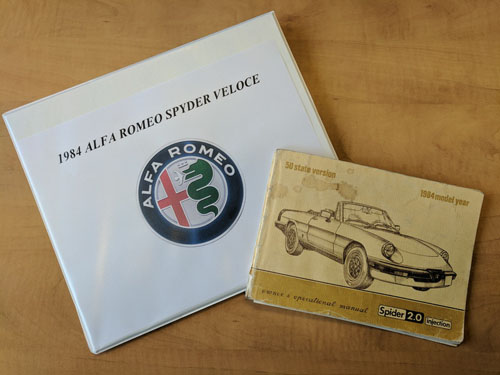 1984 ALFA ROMEO SPYDER VELOCE
ALFA ROMEO
50 state version
1984 model year
owner's operational manual
Spider 2.0 injection